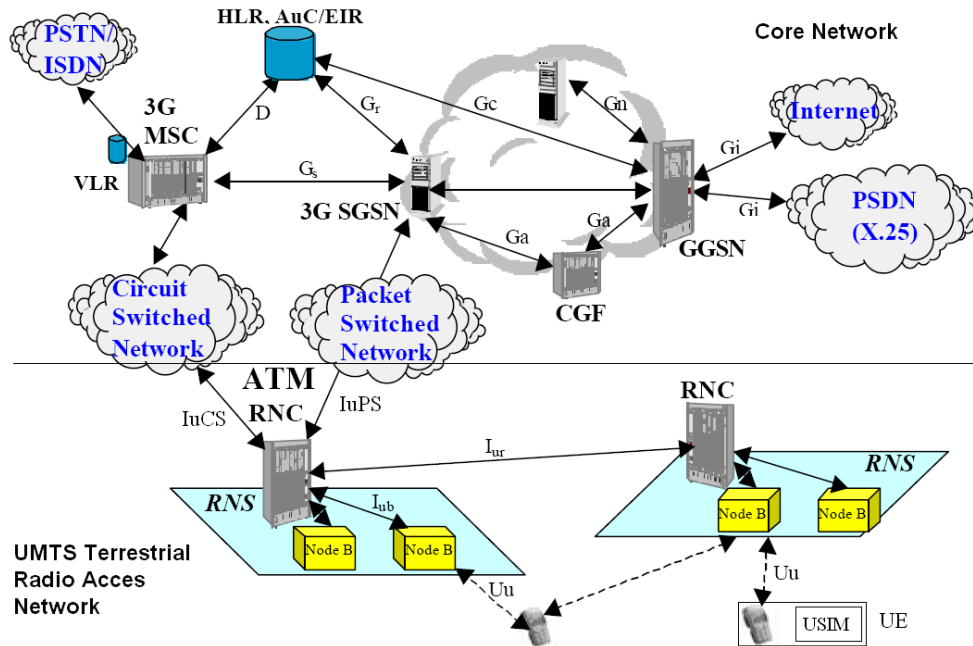 HLR, AuC/EIR
Core Network
PSTN/
ISDN
3G
MSC
D
Gr
Gc
Gn
Internet
Gi
VLR
Gs
3G SGSN
Gi
PSDN
(X.25)
Ga
Ga
GGSN
CGF
Circuit
Switched
Network
Packet
Switched
Network
ATM
IuCS
RNC
IuPS
RNC
Iur
RNS
RNS
Iub
Node B
Node B
Node B
Node B
UMTS Terrestrial
Radio Acces
Network
Uu
Uu
USIM
UE